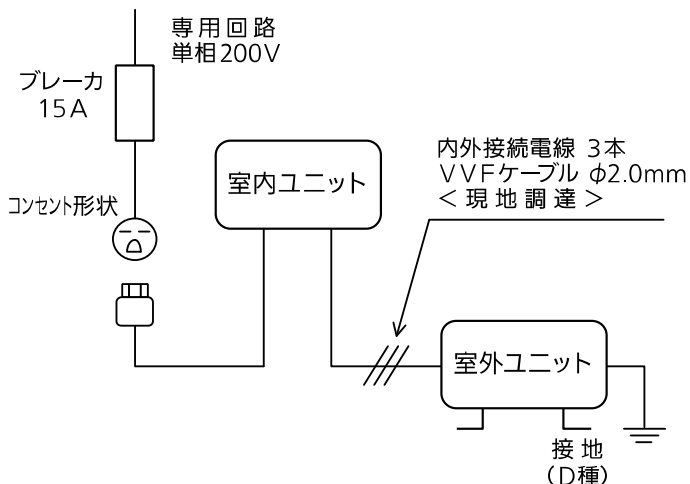 専用回路
単相200V
ブレーカ
15A
コンセント形状
室内ユニット
内外接続電線 3本
VVFケーブル φ2.0mm
<現地調達>
室外ユニット
接地
(D種)